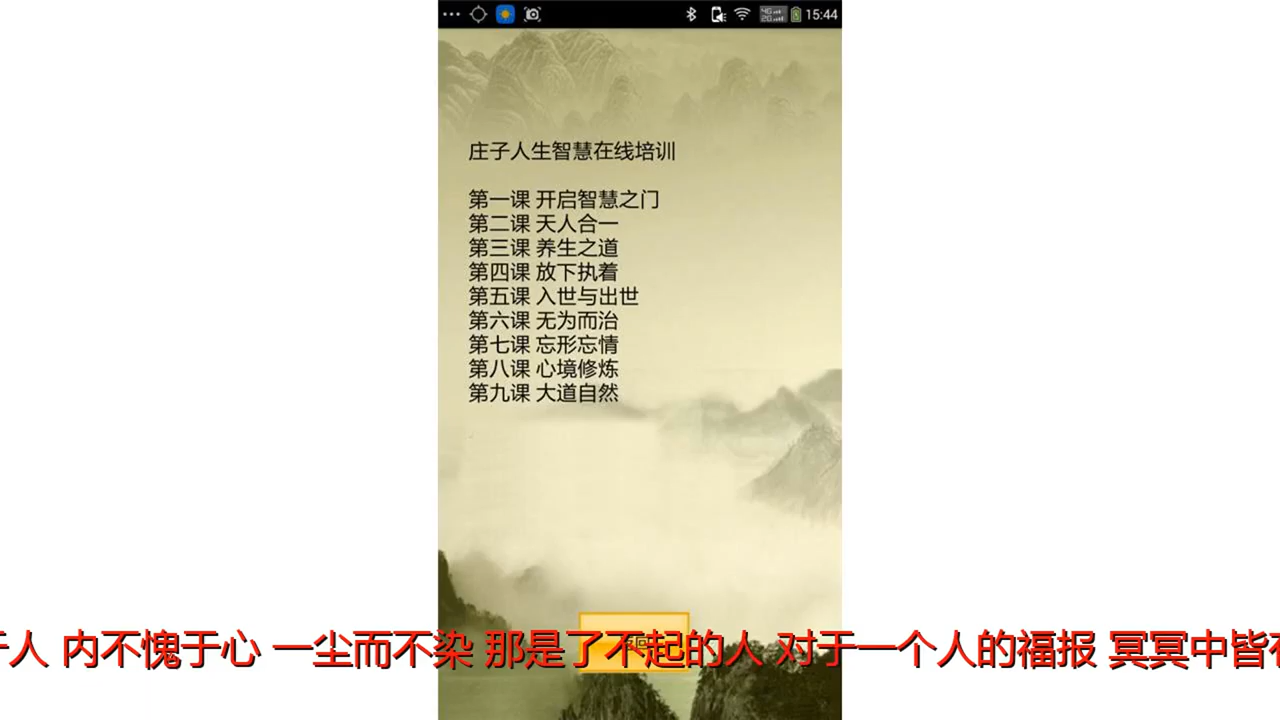 15:44
庄子人生智慧在线培训
第一课 开启智慧之门
第二课 天人合一
第三课 养生之道
第四课 放下执着
第五课 入世与出世
第六课 无为而治
第七课 忘形忘情
第八课 心境修炼
第九课 大道自然
人 内不愧于心 一尘而不染 那是了不起的人 对于一个人的福报 冥冥中皆